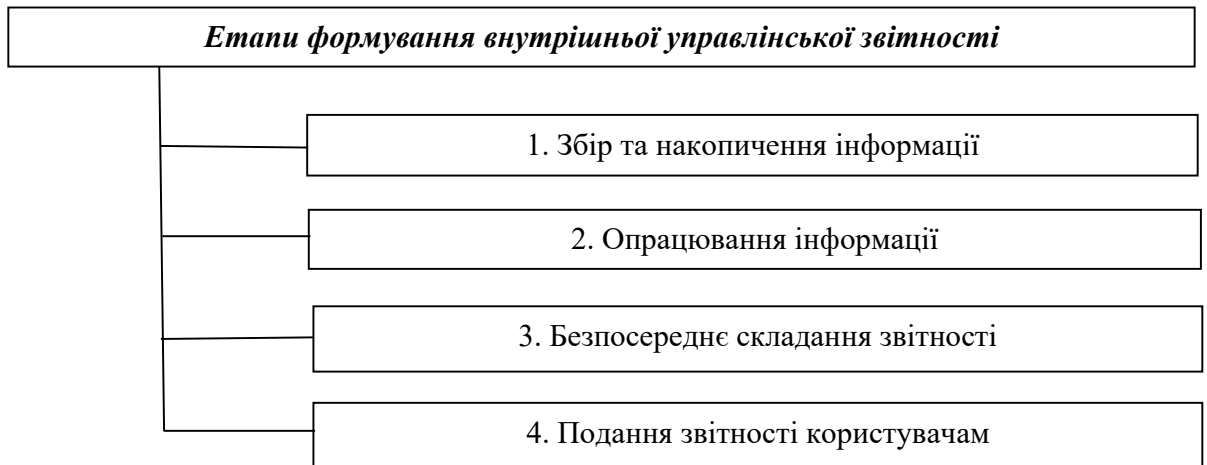 Етапи формування внутрішньої управлінської звітності
1. Збір та накопичення інформації
2. Опрацювання інформації
3. Безпосереднє складання звітності
4. Подання звітності користувачам